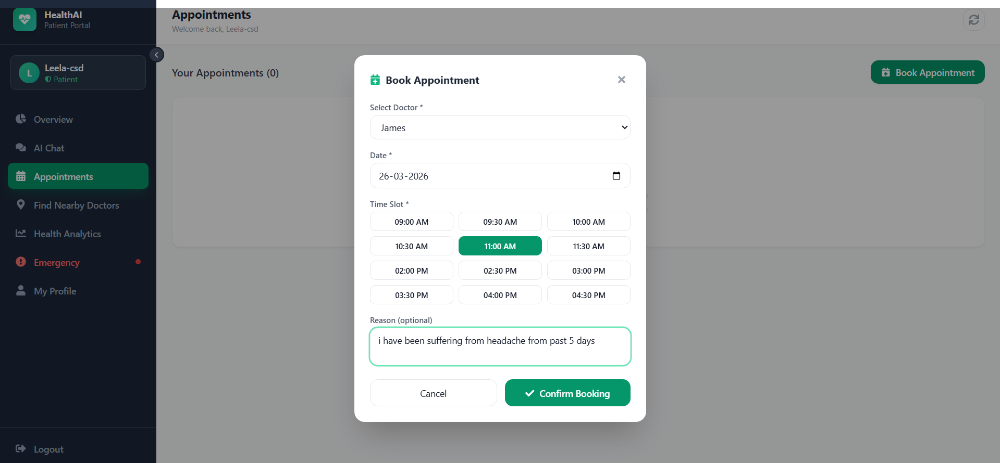 HealthAI
Patient Portal
L
Leela-csd
Patient
Overview
AI Chat
Appointments
Find Nearby Doctors
Health Analytics
Emergency
My Profile
Logout
Appointments
Welcome back, Leela-csd
Your Appointments (0)
Book Appointment
Book Appointment
Select Doctor *
James
Date *
26-03-2026
Time Slot *
09:00 AM 09:30 AM 10:00 AM
10:30 AM 11:00 AM 11:30 AM
02:00 PM 02:30 PM 03:00 PM
03:30 PM 04:00 PM 04:30 PM
Reason (optional)
i have been suffering from headache from past 5 days
Cancel Confirm Booking